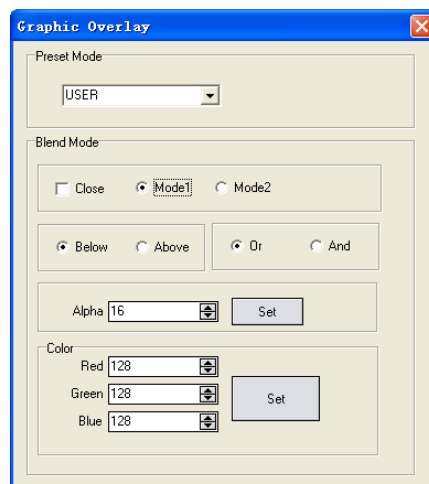 Graphic Overlay
Preset Mode
USER
Blend Mode
Close Mode1 Mode2
Below Above Or And
Alpha 16 Set
Color
Red 128
Green 128 Set
Blue 128